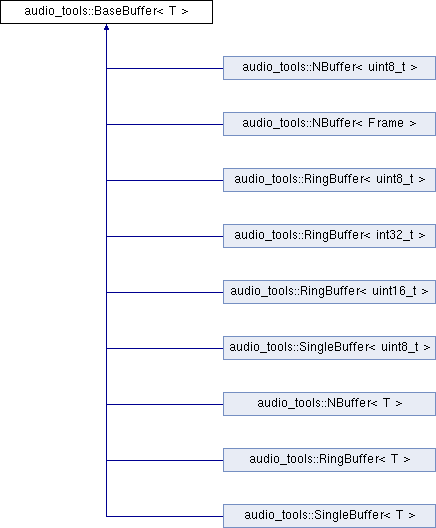 audio_tools::BaseBuffer< T >
audio_tools::NBuffer< uint8_t >
audio_tools::NBuffer< Frame >
audio_tools::RingBuffer< uint8_t >
audio_tools::RingBuffer< int32_t >
audio_tools::RingBuffer< uint16_t >
audio_tools::SingleBuffer< uint8_t >
audio_tools::NBuffer< T >
audio_tools::RingBuffer< T >
audio_tools::SingleBuffer< T >